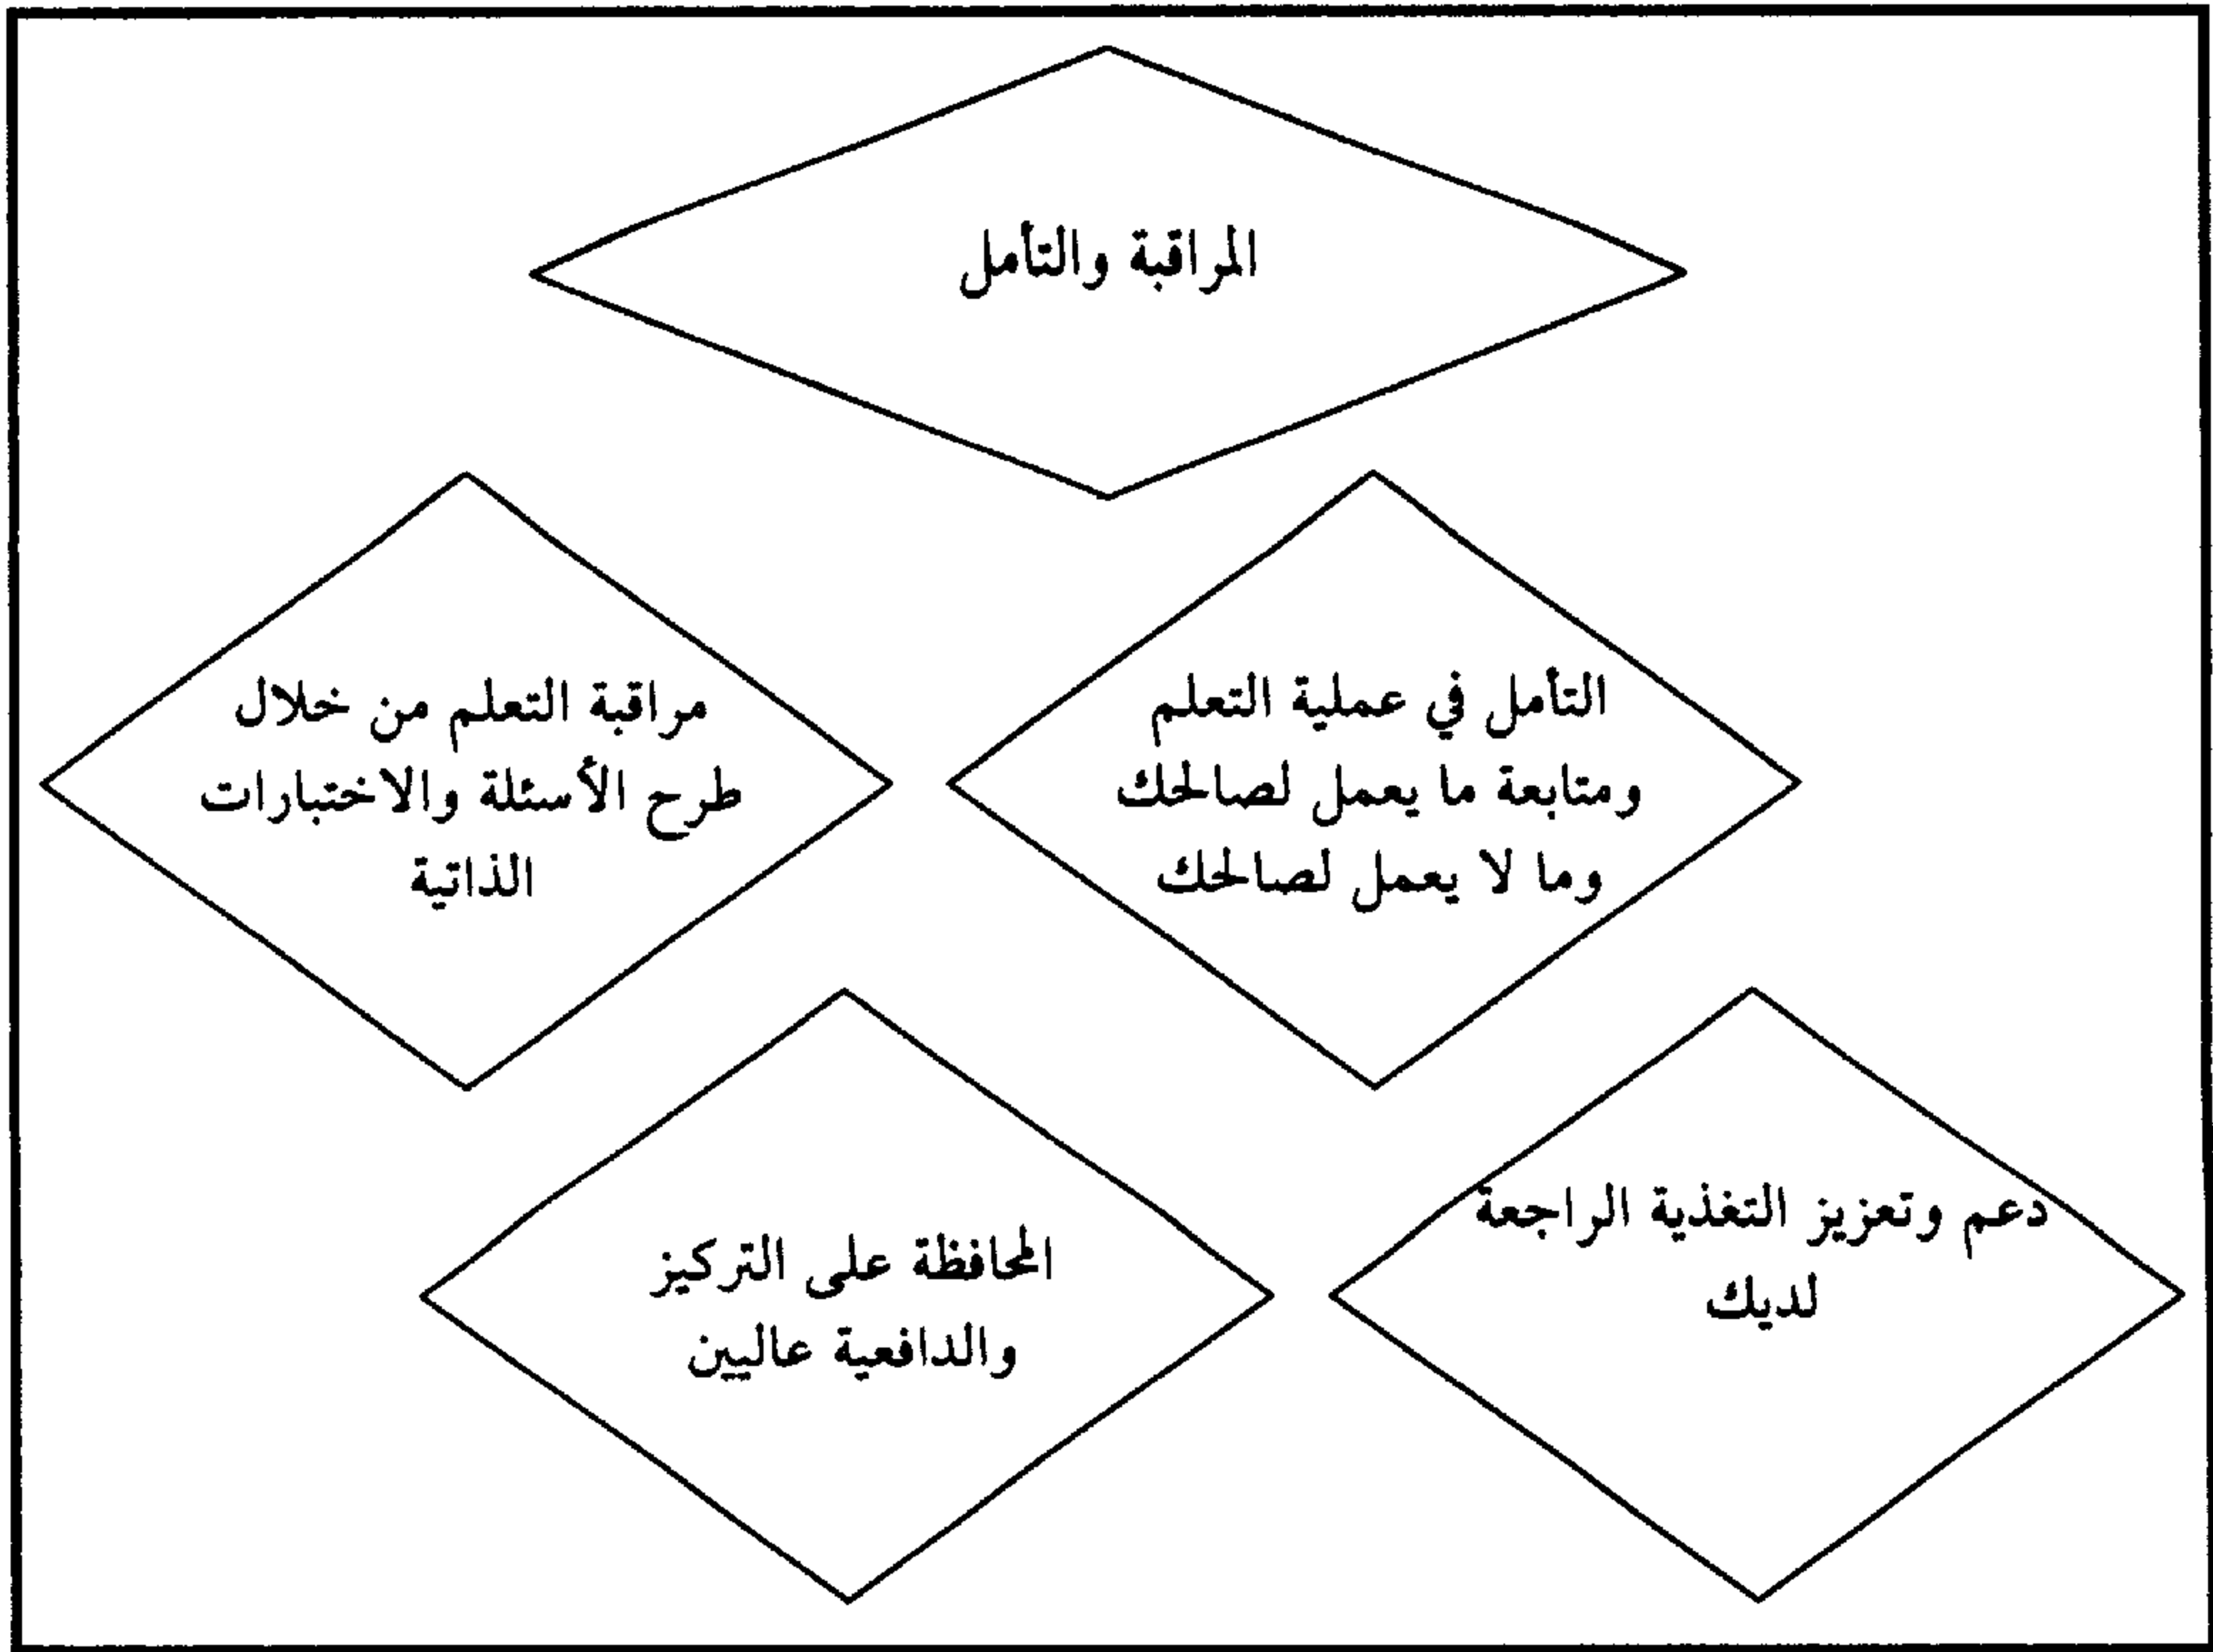 المراقبة والتأمل
التأمل في عملية التعلم
ومتابعة ما يعمل لصالحك
وما لا يعمل لصالحك
مراقبة التعلم من خلال
طرح الأسئلة والاختبارات
الذاتية
دعم وتعزيز التغذية الراجعة
لديك
المحافظة على التركيز
والدافعية عاليين